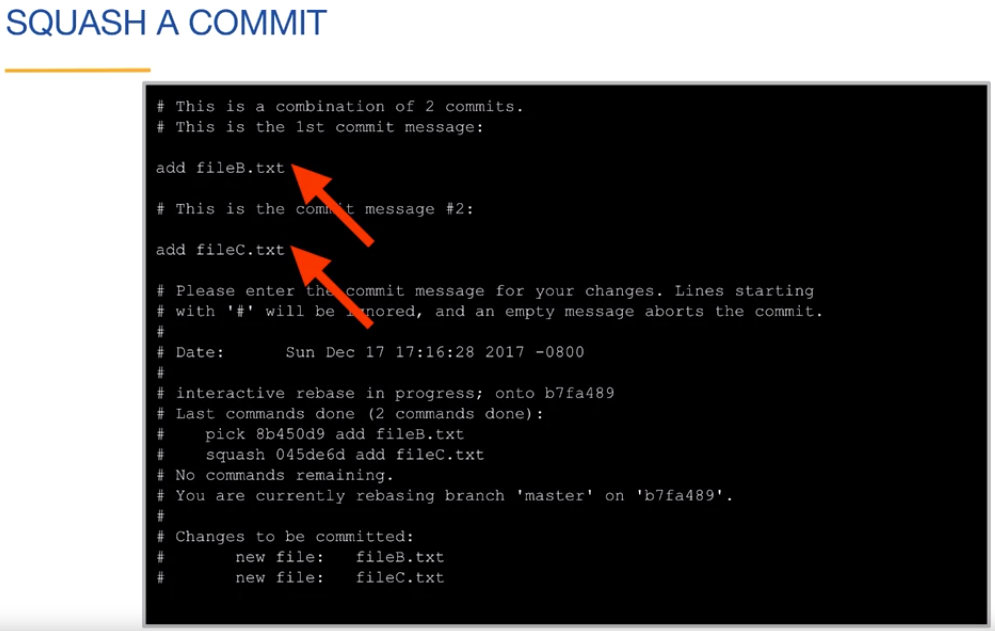 SQUASH A COMMIT
# This is a combination of 2 commits.
# This is the 1st commit message:
add fileB.txt
# This is the commit message #2:
add fileC.txt
# Please enter the commit message for your changes. Lines starting
# with '#' will be ignored, and an empty message aborts the commit.
#
# Date:      Sun Dec 17 17:16:28 2017 -0800
#
# interactive rebase in progress; onto b7fa489
# Last commands done (2 commands done):
#    pick 8b450d9 add fileB.txt
#    squash 045de6d add fileC.txt
# No commands remaining.
# You are currently rebasing branch 'master' on 'b7fa489'.
#
# Changes to be committed:
#       new file:   fileB.txt
#       new file:   fileC.txt